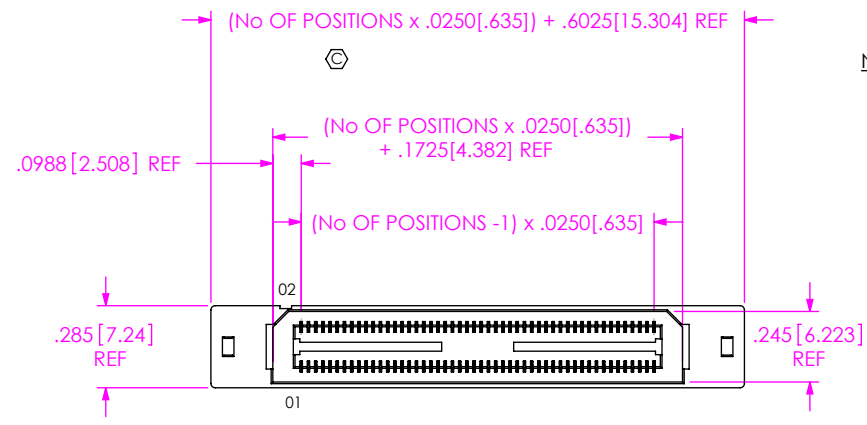 (No OF POSITIONS x .0250[.635]) + .6025[15.304] REF
C
(No OF POSITIONS x .0250[.635])
+ .1725[4.382] REF
.0988[2.508] REF
(No OF POSITIONS -1) x .0250[.635]
02
.285[7.24]
REF
.245[6.223]
REF
01